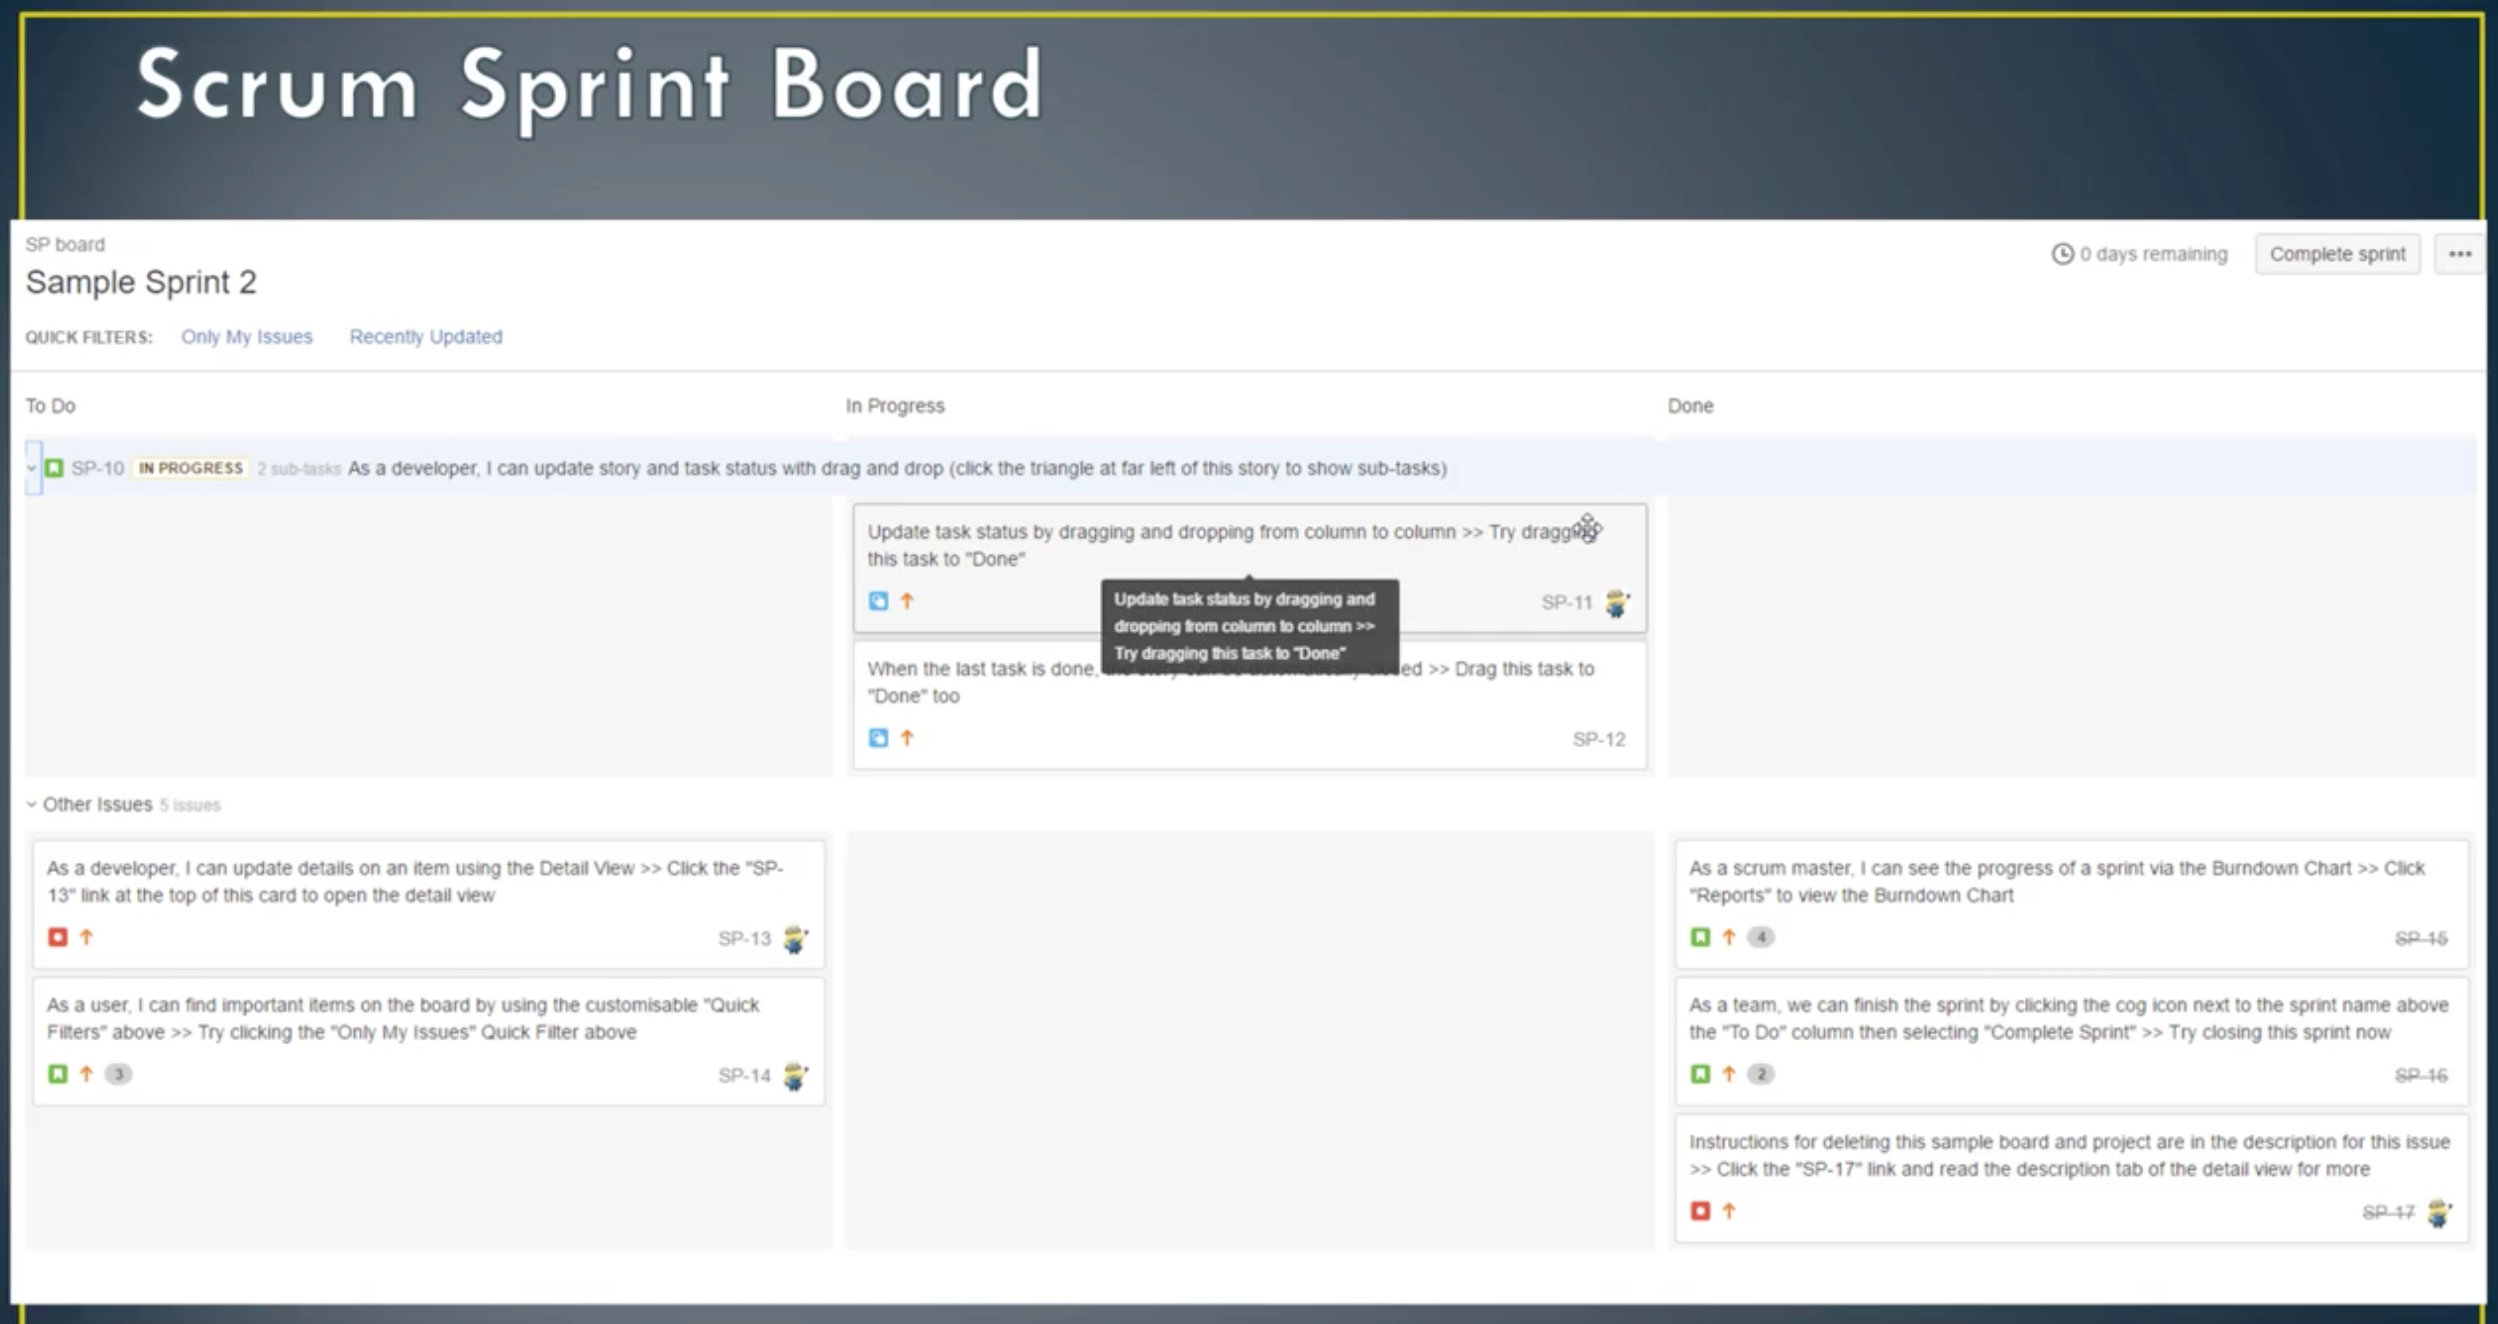 Scrum Sprint Board
SP board
Sample Sprint 2
0 days remaining
Complete sprint
QUICK FILTERS: Only My Issues Recently Updated
To Do
In Progress
Done
SP-10 IN PROGRESS 2 sub-tasks As a developer, I can update story and task status with drag and drop (click the triangle at far left of this story to show sub-tasks)
Update task status by dragging and dropping from column to column >> Try dragging
this task to "Done"
SP-11
Update task status by dragging and
dropping from column to column >>
Try dragging this task to "Done"
When the last task is done, >> Drag this task to
"Done" too
SP-12
Other Issues 5 issues
As a developer, I can update details on an item using the Detail View >> Click the "SP-
13" link at the top of this card to open the detail view
SP-13
As a user, I can find important items on the board by using the customisable "Quick
Filters" above >> Try clicking the "Only My Issues" Quick Filter above
3
SP-14
As a scrum master, I can see the progress of a sprint via the Burndown Chart >> Click
"Reports" to view the Burndown Chart
4
SP-15
As a team, we can finish the sprint by clicking the cog icon next to the sprint name above
the "To Do" column then selecting "Complete Sprint" >> Try closing this sprint now
2
SP-16
Instructions for deleting this sample board and project are in the description for this issue
>> Click the "SP-17" link and read the description tab of the detail view for more
SP-17